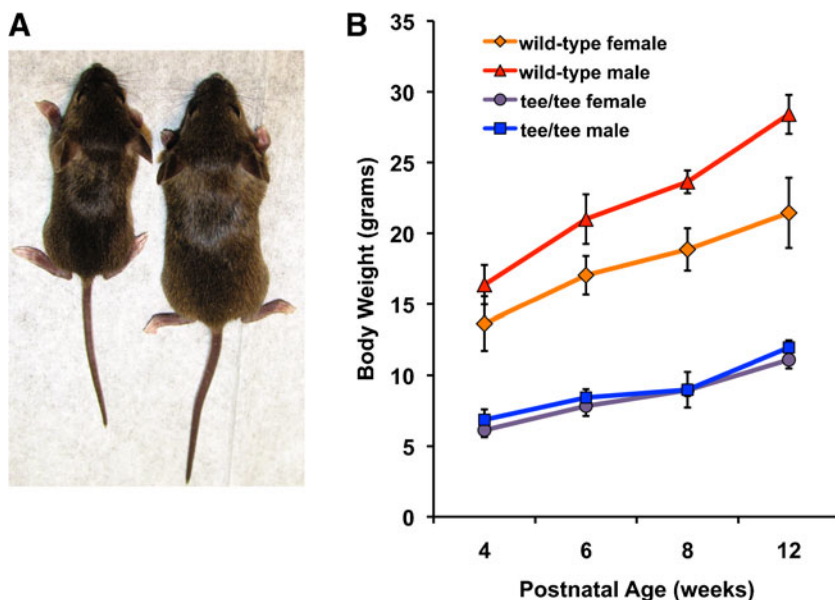 A
B
35
30
25
20
15
10
5
0
Body Weight (grams)
wild-type female
wild-type male
tee/tee female
tee/tee male
4 6 8 12
Postnatal Age (weeks)